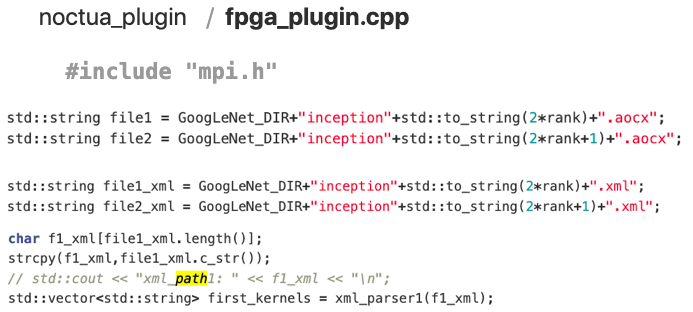 noctua_plugin / fpga_plugin.cpp
#include "mpi.h"
std::string file1 = GoogLeNet_DIR+"inception"+std::to_string(2*rank)+".aocx";
std::string file2 = GoogLeNet_DIR+"inception"+std::to_string(2*rank+1)+".aocx";
std::string file1_xml = GoogLeNet_DIR+"inception"+std::to_string(2*rank)+".xml";
std::string file2_xml = GoogLeNet_DIR+"inception"+std::to_string(2*rank+1)+".xml";
char f1_xml[file1_xml.length()];
strcpy(f1_xml,file1_xml.c_str());
// std::cout << "xml_path1: " << f1_xml << "\n";
std::vector<std::string> first_kernels = xml_parser1(f1_xml);